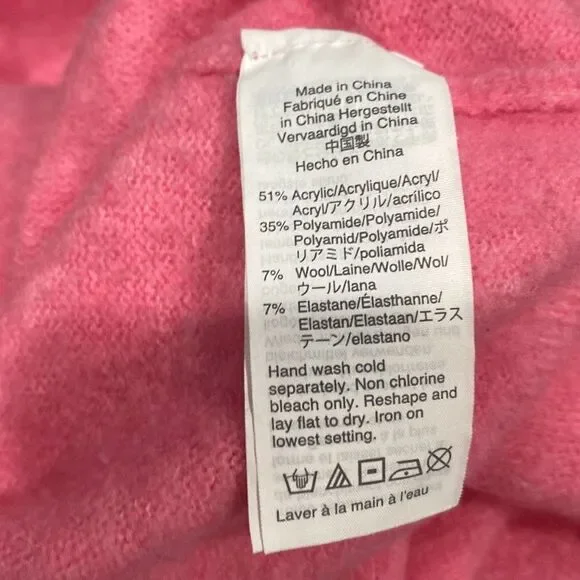 Made in China
Fabriqué en Chine
in China Hergestellt
Vervaardigd in China
中国製
Hecho en China
51% Acrylic/Acrylique/Acryl/
Acryl/アクリル/acrílico
35% Polyamide/Polyamide/
Polyamid/Polyamide/ポ
リアミド/poliamida
7% Wool/Laine/Wolle/Wol/
ウール/lana
7% Elastane/Élasthanne/
Elastan/Elastaan/エラス
テーン/elastano
Hand wash cold
separately. Non chlorine
bleach only. Reshape and
lay flat to dry. Iron on
lowest setting.
Laver à la main à l'eau